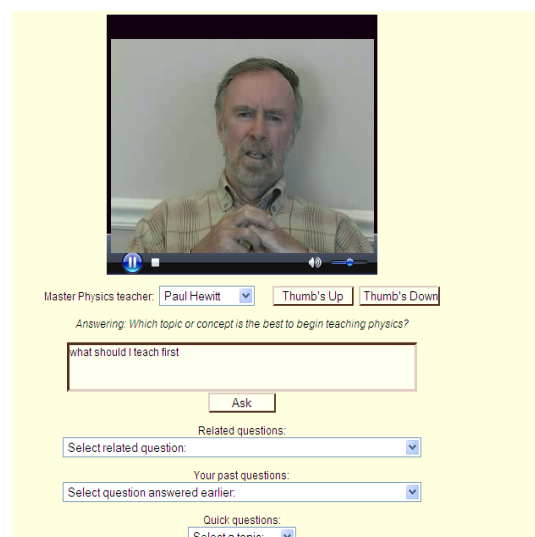 Master Physics teacher: Paul Hewitt Thumb's Up Thumb's Down
Answering: Which topic or concept is the best to begin teaching physics?
what should I teach first
Ask
Related questions:
Select related question:
Your past questions:
Select question answered earlier:
Quick questions:
Select a topic: